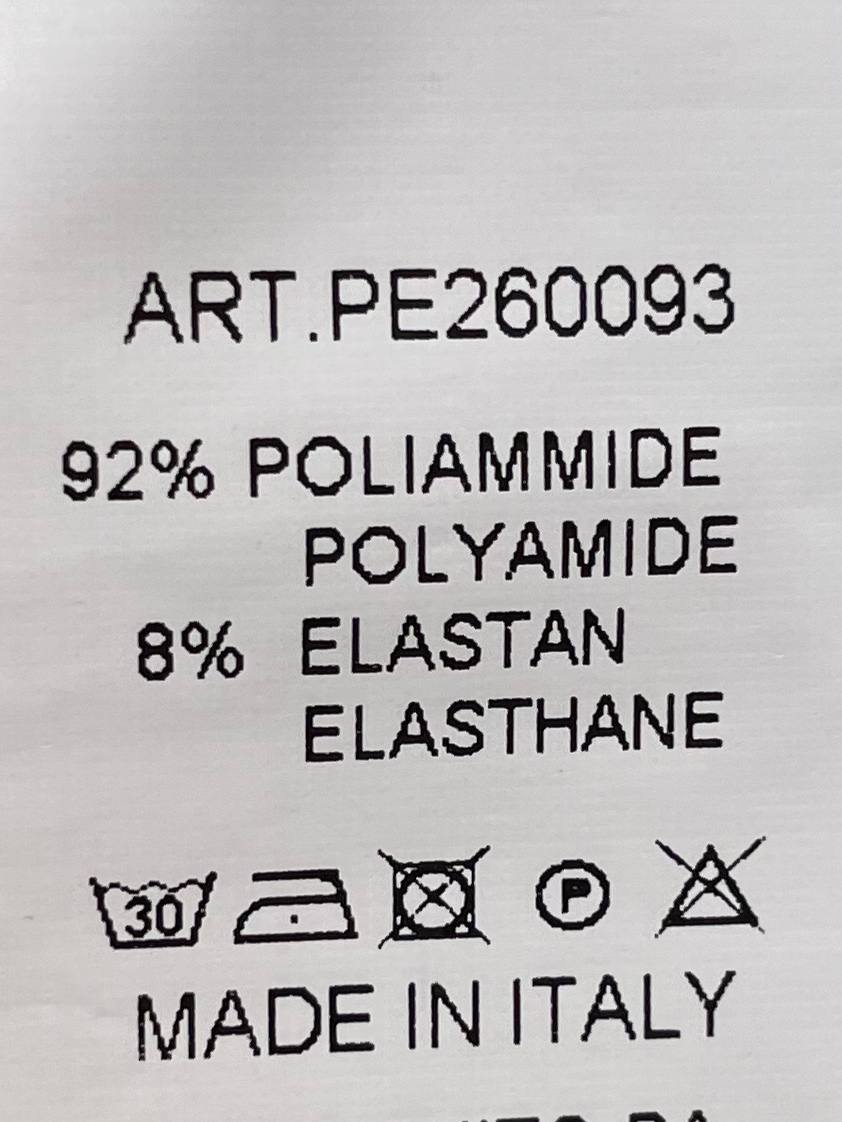 ART.PE260093
92% POLIAMMIDE
POLYAMIDE
8% ELASTAN
ELASTHANE
30 P
MADE IN ITALY